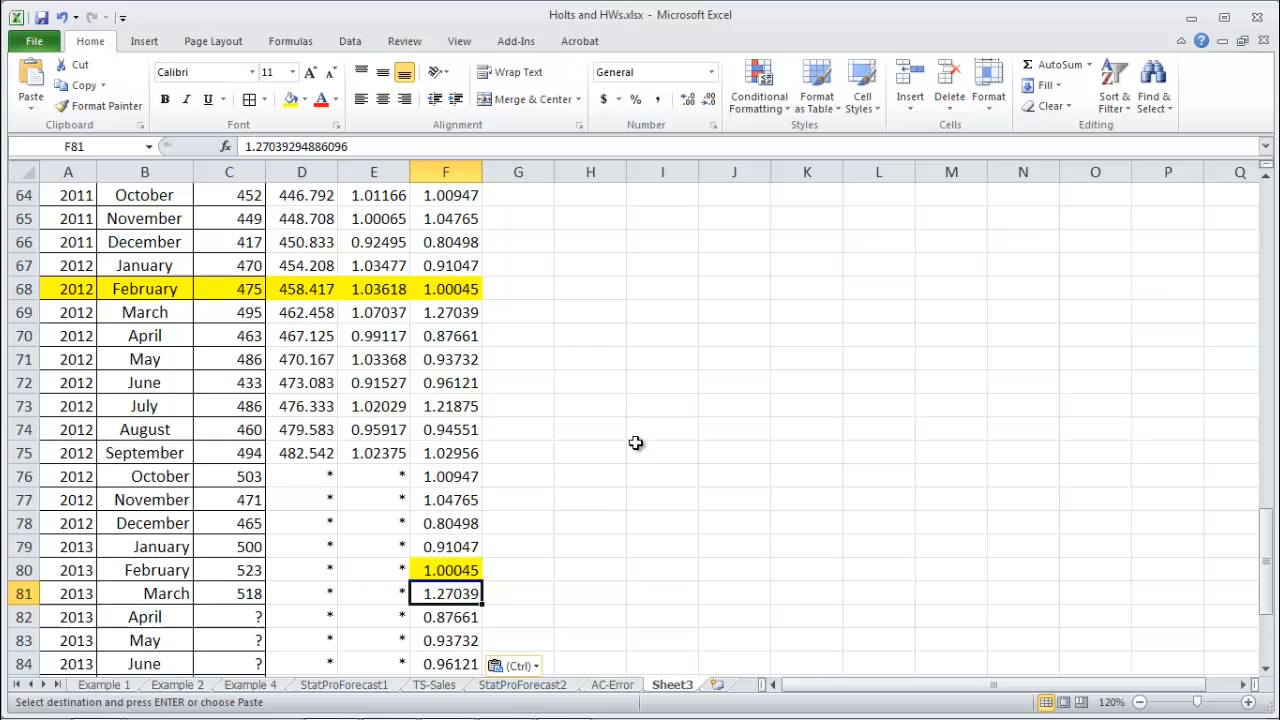 Holts and HWs.xlsx - Microsoft Excel
File Home Insert Page Layout Formulas Data Review View Add-Ins Acrobat
Paste Cut Copy Format Painter Clipboard
Calibri 11 A A B I U A Font
Wrap Text Merge & Center Alignment
General $ % , Number
Conditional Formatting Format as Table Cell Styles Styles
Insert Delete Format Cells
Σ AutoSum Fill Clear Sort & Filter Find & Select Editing
F81 fx 1.27039294886096
A B C D E F G H I J K L M N O P Q
64 2011 October 452 446.792 1.01166 1.00947
65 2011 November 449 448.708 1.00065 1.04765
66 2011 December 417 450.833 0.92495 0.80498
67 2012 January 470 454.208 1.03477 0.91047
68 2012 February 475 458.417 1.03618 1.00045
69 2012 March 495 462.458 1.07037 1.27039
70 2012 April 463 467.125 0.99117 0.87661
71 2012 May 486 470.167 1.03368 0.93732
72 2012 June 433 473.083 0.91527 0.96121
73 2012 July 486 476.333 1.02029 1.21875
74 2012 August 460 479.583 0.95917 0.94551
75 2012 September 494 482.542 1.02375 1.02956
76 2012 October 503 * * 1.00947
77 2012 November 471 * * 1.04765
78 2012 December 465 * * 0.80498
79 2013 January 500 * * 0.91047
80 2013 February 523 * * 1.00045
81 2013 March 518 * * 1.27039
82 2013 April ? * * 0.87661
83 2013 May ? * * 0.93732
84 2013 June ? * * 0.96121 (Ctrl)
Example 1 Example 2 Example 4 StatProForecast1 TS-Sales StatProForecast2 AC-Error Sheet3
Select destination and press ENTER or choose Paste 120%